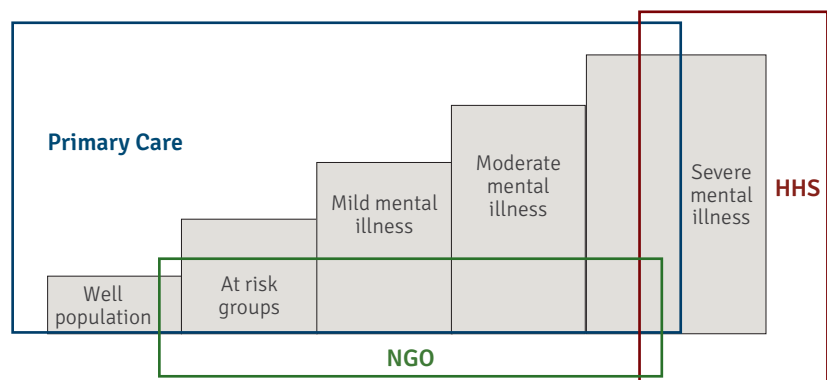 Primary Care
Well
population
At risk
groups
Mild mental
illness
Moderate
mental
illness
Severe
mental
illness
HHS
NGO